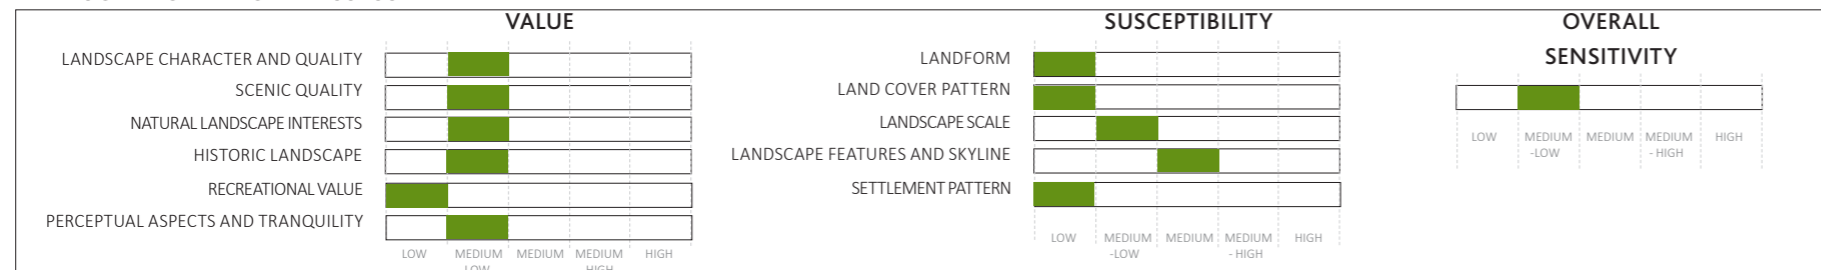 VALUE
LANDSCAPE CHARACTER AND QUALITY
SCENIC QUALITY
NATURAL LANDSCAPE INTERESTS
HISTORIC LANDSCAPE
RECREATIONAL VALUE
PERCEPTUAL ASPECTS AND TRANQUILITY
LOW MEDIUM MEDIUM MEDIUM HIGH
SUSCEPTIBILITY
LANDFORM
LAND COVER PATTERN
LANDSCAPE SCALE
LANDSCAPE FEATURES AND SKYLINE
SETTLEMENT PATTERN
LOW MEDIUM MEDIUM MEDIUM HIGH
-LOW - HIGH
OVERALL
SENSITIVITY
LOW MEDIUM MEDIUM MEDIUM HIGH
-LOW - HIGH